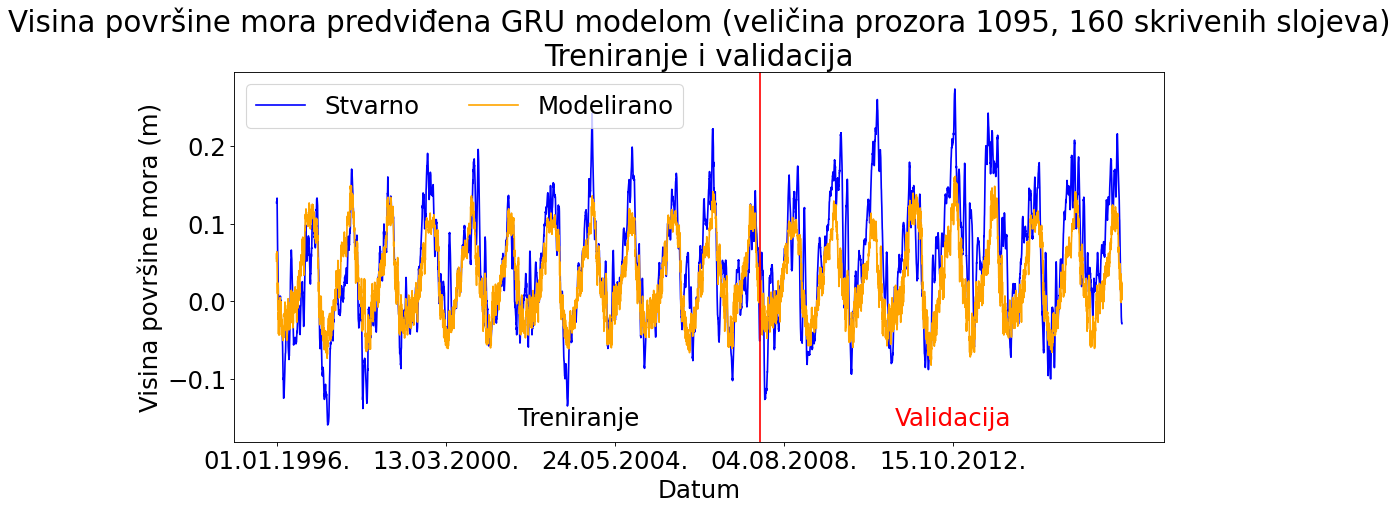 Visina površine mora predviđena GRU modelom (veličina prozora 1095, 160 skrivenih slojeva)
Treniranje i validacija
Stvarno
Modelirano
Visina površine mora (m)
0.2
0.1
0.0
−0.1
Treniranje
Validacija
01.01.1996.
13.03.2000.
24.05.2004.
04.08.2008.
15.10.2012.
Datum